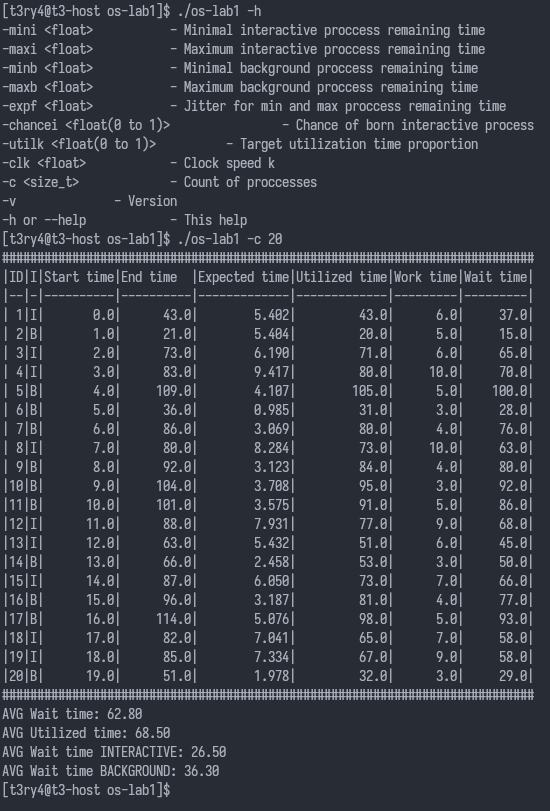 [t3ry4@t3-host os-lab1]$ ./os-lab1 -h
-mini <float>           - Minimal interactive proccess remaining time
-maxi <float>           - Maximum interactive proccess remaining time
-minb <float>           - Minimal background proccess remaining time
-maxb <float>           - Maximum background proccess remaining time
-expf <float>           - Jitter for min and max proccess remaining time
-chancei <float(0 to 1)>                - Chance of born interactive process
-utilk <float(0 to 1)>          - Target utilization time proportion
-clk <float>            - Clock speed k
-c <size_t>             - Count of proccesses
-v              - Version
-h or --help            - This help
[t3ry4@t3-host os-lab1]$ ./os-lab1 -c 20
############################################################################
|ID|I|Start time|End time  |Expected time|Utilized time|Work time|Wait time|
|--|-|----------|----------|-------------|-------------|---------|---------|
| 1|I|       0.0|      43.0|        5.402|         43.0|      6.0|     37.0|
| 2|B|       1.0|      21.0|        5.404|         20.0|      5.0|     15.0|
| 3|I|       2.0|      73.0|        6.190|         71.0|      6.0|     65.0|
| 4|I|       3.0|      83.0|        9.417|         80.0|     10.0|     70.0|
| 5|B|       4.0|     109.0|        4.107|        105.0|      5.0|    100.0|
| 6|B|       5.0|      36.0|        0.985|         31.0|      3.0|     28.0|
| 7|B|       6.0|      86.0|        3.069|         80.0|      4.0|     76.0|
| 8|I|       7.0|      80.0|        8.284|         73.0|     10.0|     63.0|
| 9|B|       8.0|      92.0|        3.123|         84.0|      4.0|     80.0|
|10|B|       9.0|     104.0|        3.708|         95.0|      3.0|     92.0|
|11|B|      10.0|     101.0|        3.575|         91.0|      5.0|     86.0|
|12|I|      11.0|      88.0|        7.931|         77.0|      9.0|     68.0|
|13|I|      12.0|      63.0|        5.432|         51.0|      6.0|     45.0|
|14|B|      13.0|      66.0|        2.458|         53.0|      3.0|     50.0|
|15|I|      14.0|      87.0|        6.050|         73.0|      7.0|     66.0|
|16|B|      15.0|      96.0|        3.187|         81.0|      4.0|     77.0|
|17|B|      16.0|     114.0|        5.076|         98.0|      5.0|     93.0|
|18|I|      17.0|      82.0|        7.041|         65.0|      7.0|     58.0|
|19|I|      18.0|      85.0|        7.334|         67.0|      9.0|     58.0|
|20|B|      19.0|      51.0|        1.978|         32.0|      3.0|     29.0|
############################################################################
AVG Wait time: 62.80
AVG Utilized time: 68.50
AVG Wait time INTERACTIVE: 26.50
AVG Wait time BACKGROUND: 36.30
[t3ry4@t3-host os-lab1]$